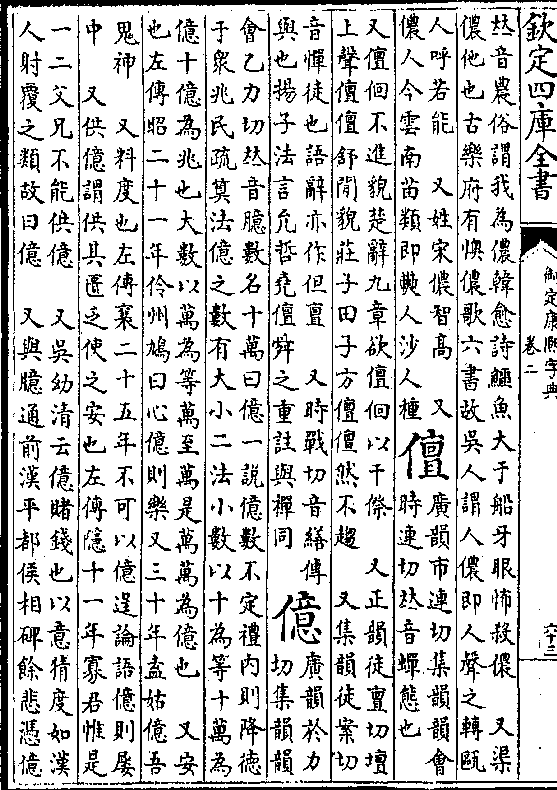 欽定四庫全書
御定康熙字典
卷二
六十三
𠀤音農俗謂我為儂韓愈詩鱷魚大于船牙眼怖殺儂 又渠
儂他也古樂府有懊儂歌六書故吳人謂人儂即人聲之轉甌
人呼若能 又姓宋儂智高 又
儂人今雲南苗類即獽人沙人種
儃
廣韻市連切集韻韻會
時連切𠀤音蟬態也
又儃佪不進貌楚辭九章欲儃佪以干傺 又正韻徒亶切壇
上聲儃儃舒閒貌莊子田子方儃儃然不趨 又集韻徒案切
音憚徒也語辭亦作但亶 又時戰切音繕傳
與也揚子法言允哲堯儃舜之重註與禪同
億
廣韻於力
切集韻韻
會乙力切𠀤音臆數名十萬曰億一說億數不定禮內則降德
于衆兆民疏算法億之數有大小二法小數以十為等十萬為
億十億為兆也大數以萬為等萬至萬是萬萬為億也 又安
也左傳昭二十一年伶州鳩曰心億則樂又三十年盍姑億吾
鬼神 又料度也左傳襄二十五年不可以億逞論語億則屢
中 又供億謂供其匱乏使之安也左傳隱十一年寡君惟是
一二父兄不能供億 又吳幼清云億賭錢也以意猜度如漢
人射覆之類故曰億 又與臆通前漢平都侯相碑餘悲憑億